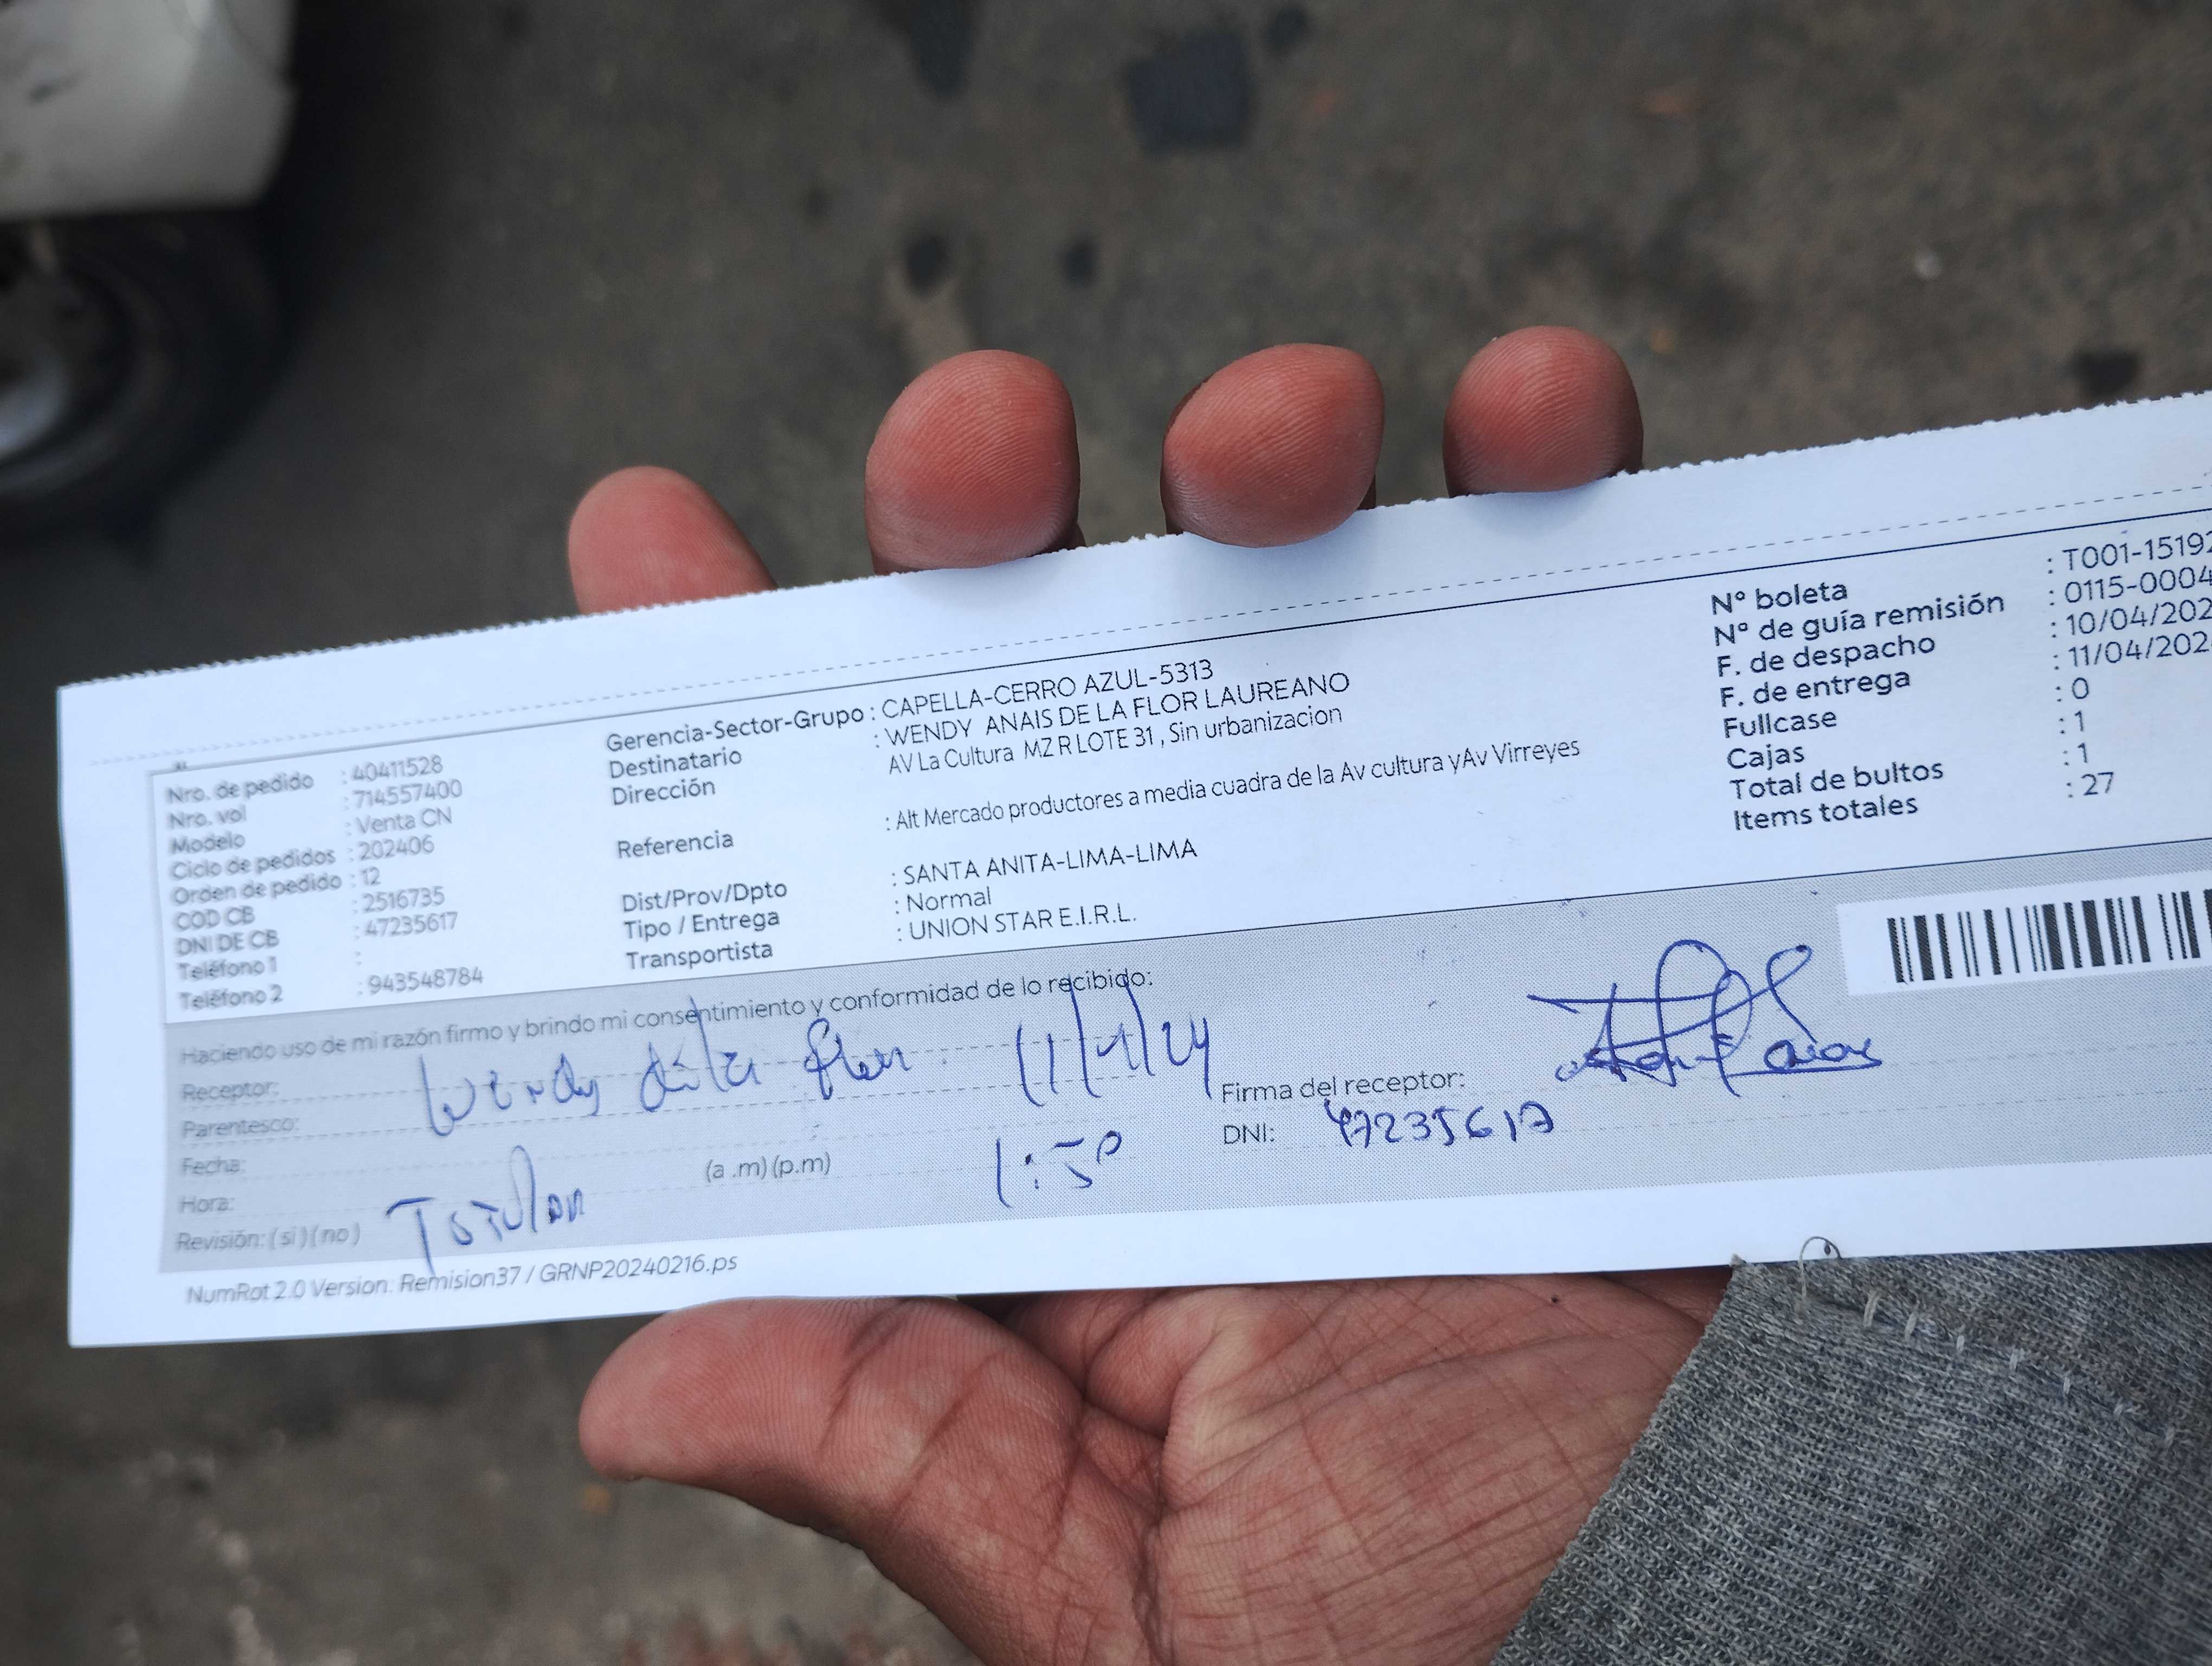 Nro. de pedido : 40411528
Nro. vol : 714557400
Modelo : Venta CN
Ciclo de pedidos : 202406
Orden de pedido : 12
COD CB : 2516735
DNI DE CB : 47235617
Teléfono 1 :
Teléfono 2 : 943548784
Gerencia-Sector-Grupo : CAPELLA-CERRO AZUL-5313
Destinatario : WENDY ANAIS DE LA FLOR LAUREANO
Dirección AV La Cultura MZ R LOTE 31 , Sin urbanizacion
Referencia : Alt Mercado productores a media cuadra de la Av cultura yAv Virreyes
Dist/Prov/Dpto : SANTA ANITA-LIMA-LIMA
Tipo / Entrega : Normal
Transportista : UNION STAR E.I.R.L.
N° boleta : T001-15192
N° de guía remisión : 0115-0004
F. de despacho : 10/04/202
F. de entrega : 11/04/202
Fullcase : 0
Cajas : 1
Total de bultos : 1
Items totales : 27
Haciendo uso de mi razón firmo y brindo mi consentimiento y conformidad de lo recibido:
Receptor: Wendy de la flor 11/4/24
Parentesco:
Fecha:
Hora: (a .m) (p.m) 1:50
Revisión: ( si ) ( no ) Titular
Firma del receptor:
DNI: 47235617
NumRot 2.0 Version: Remision37 / GRNP20240216.ps